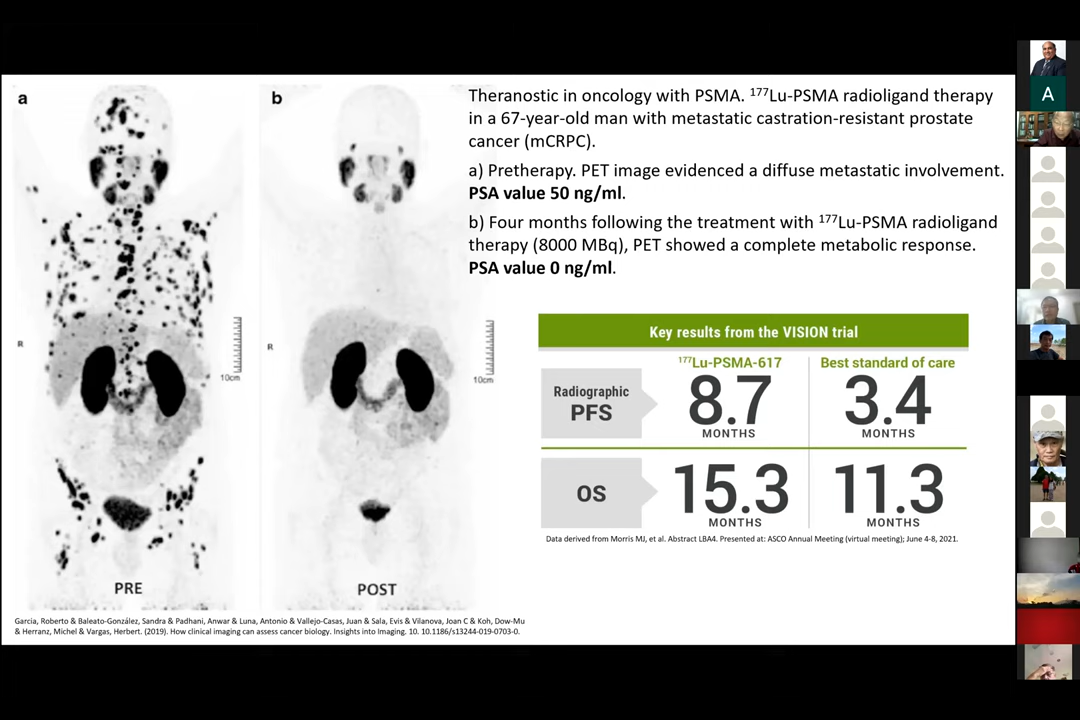 a
b
R
10cm
PRE
R
10cm
POST
Theranostic in oncology with PSMA. ¹⁷⁷Lu-PSMA radioligand therapy
in a 67-year-old man with metastatic castration-resistant prostate
cancer (mCRPC).
a) Pretherapy. PET image evidenced a diffuse metastatic involvement.
PSA value 50 ng/ml.
b) Four months following the treatment with ¹⁷⁷Lu-PSMA radioligand
therapy (8000 MBq), PET showed a complete metabolic response.
PSA value 0 ng/ml.
Key results from the VISION trial
¹⁷⁷Lu-PSMA-617
Best standard of care
Radiographic
PFS
8.7
MONTHS
3.4
MONTHS
OS
15.3
MONTHS
11.3
MONTHS
Data derived from Morris MJ, et al. Abstract LBA4. Presented at: ASCO Annual Meeting (virtual meeting); June 4-8, 2021.
Garcia, Roberto & Baleato-González, Sandra & Padhani, Anwar & Luna, Antonio & Vallejo-Casas, Juan & Sala, Evis & Vilanova, Joan C & Koh, Dow-Mu
& Herranz, Michel & Vargas, Herbert. (2019). How clinical imaging can assess cancer biology. Insights into Imaging. 10. 10.1186/s13244-019-0703-0.
A